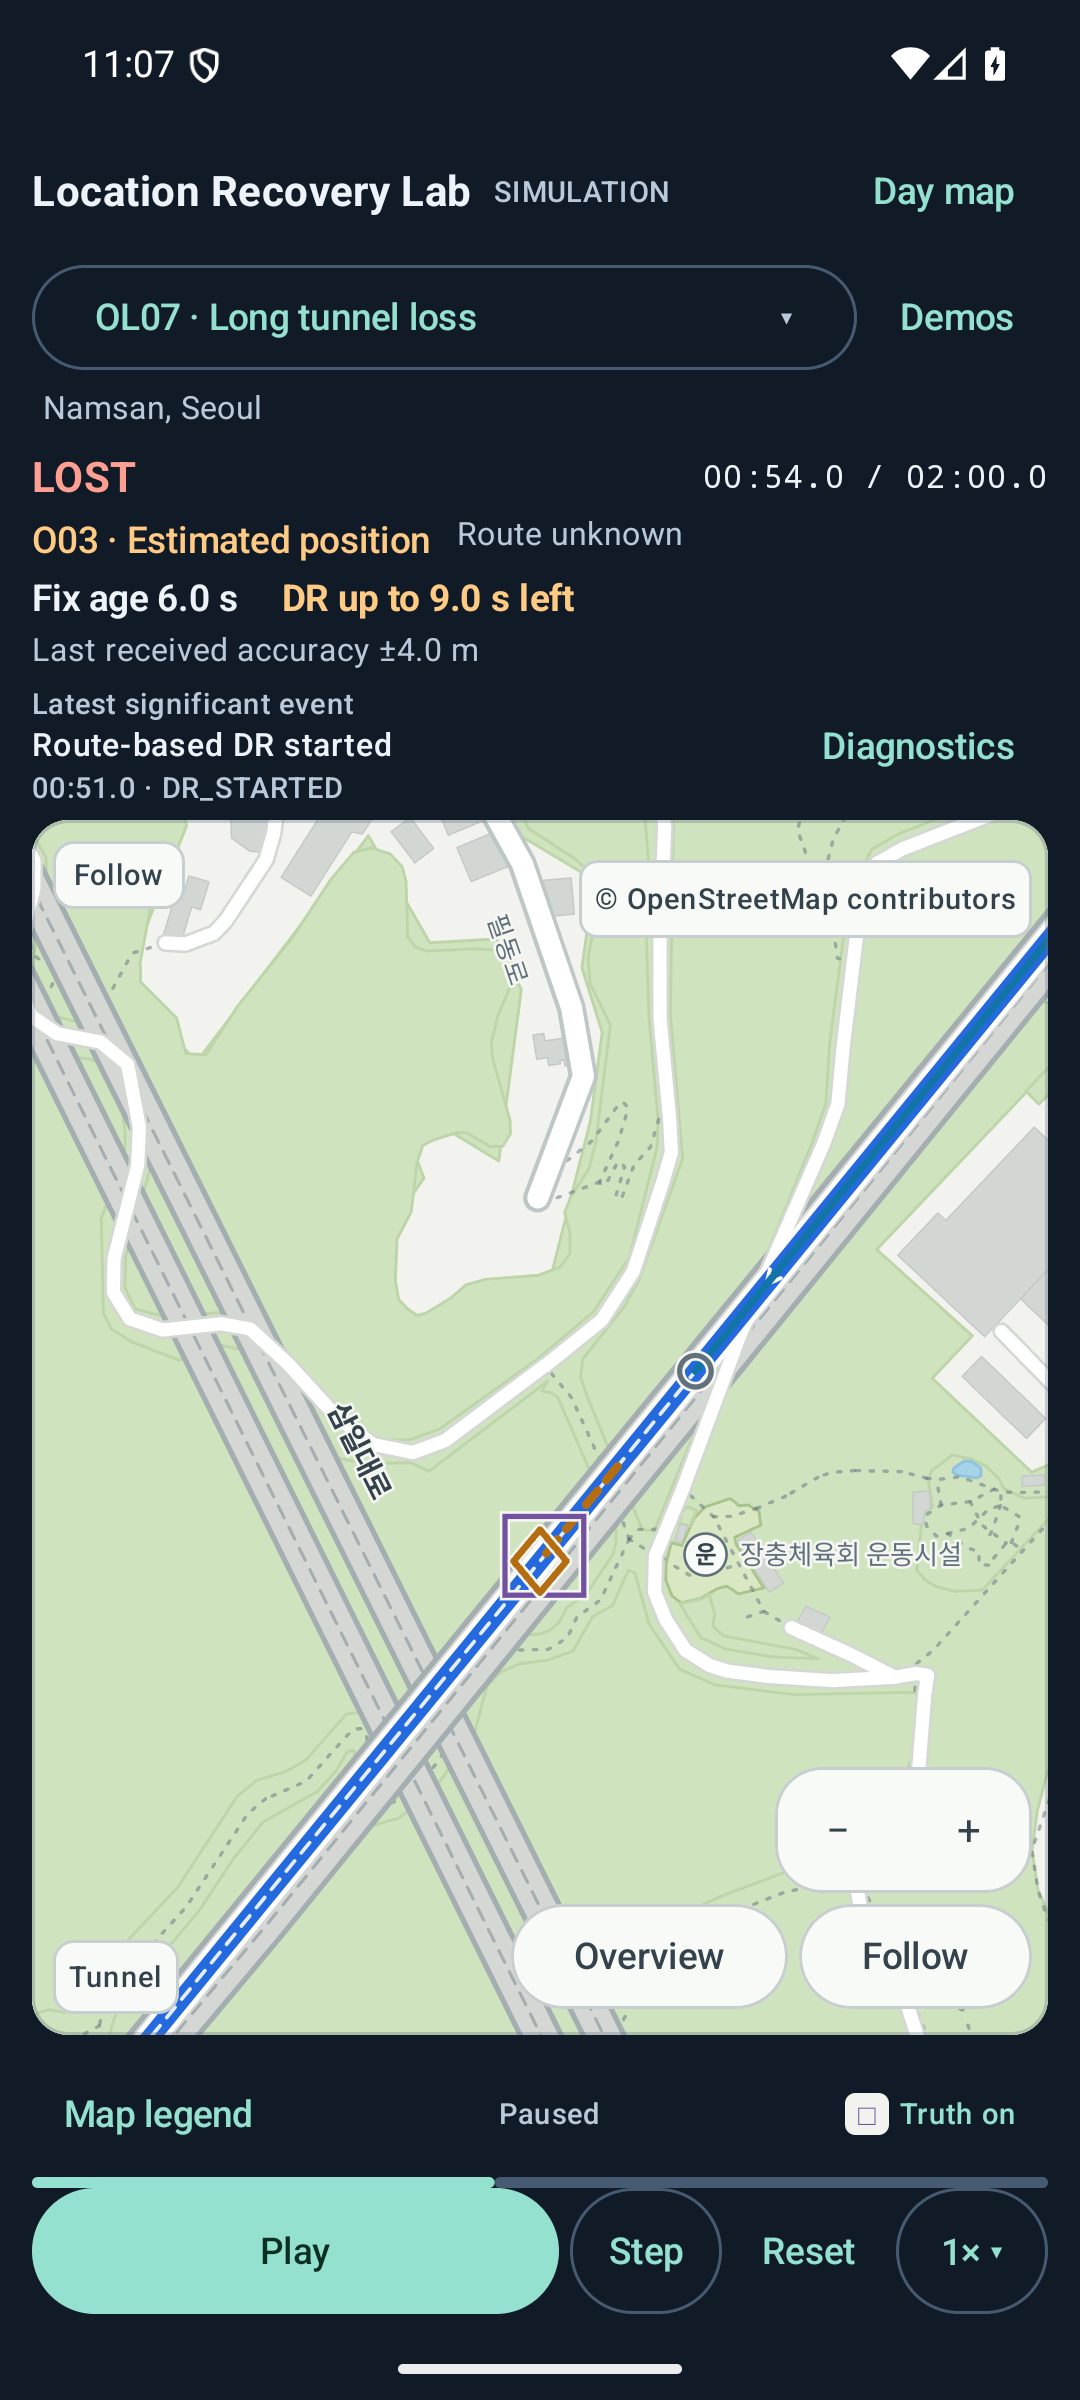 11:07
Location Recovery Lab SIMULATION Day map
OL07 · Long tunnel loss ▾ Demos
Namsan, Seoul
LOST 00:54.0 / 02:00.0
O03 · Estimated position Route unknown
Fix age 6.0 s DR up to 9.0 s left
Last received accuracy ±4.0 m
Latest significant event
Route-based DR started Diagnostics
00:51.0 · DR_STARTED
Follow
© OpenStreetMap contributors
필동로
삼일대로
운 장충체육회 운동시설
− +
Overview Follow
Tunnel
Map legend Paused Truth on
Play Step Reset 1× ▾